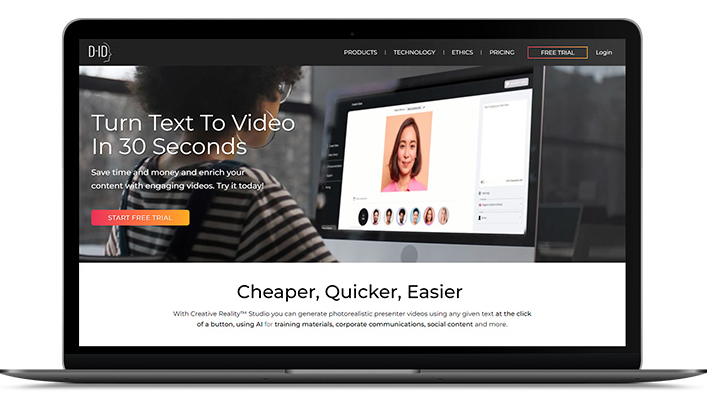 D-ID
PRODUCTS | TECHNOLOGY | ETHICS | PRICING FREE TRIAL Login
Turn Text To Video
In 30 Seconds
Save time and money and enrich your
content with engaging videos. Try it today!
START FREE TRIAL
Cheaper, Quicker, Easier
With Creative Reality™ Studio you can generate photorealistic presenter videos using any given text at the click
of a button, using AI for training materials, corporate communications, social content and more.